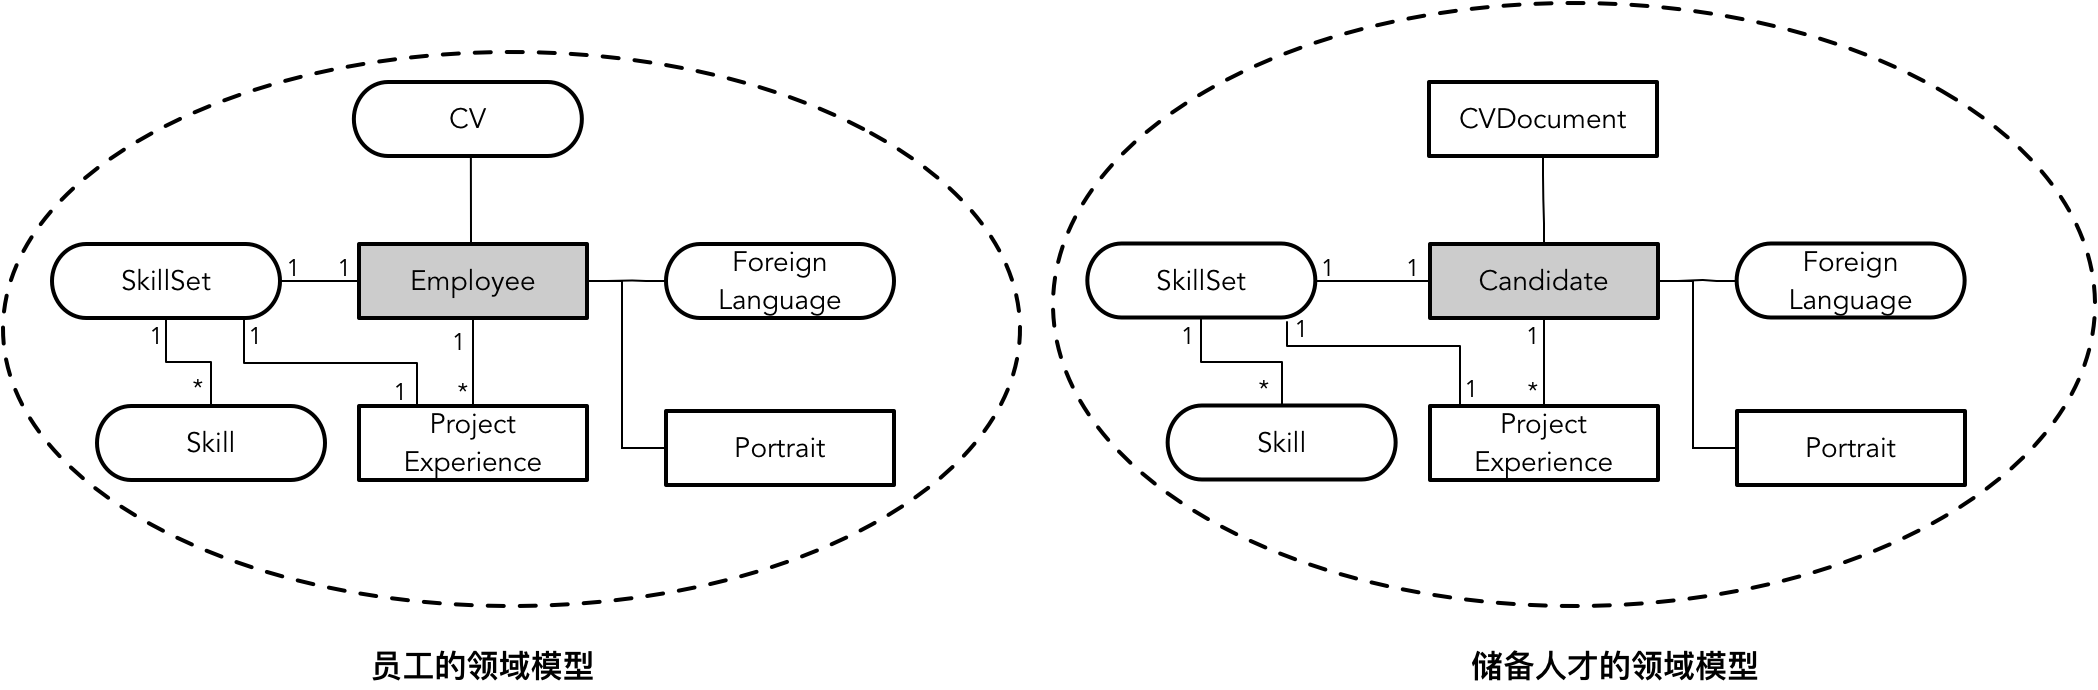 CV
SkillSet
1
1
Employee
Foreign
Language
1
1
1
*
1
*
Skill
Project
Experience
Portrait
员工的领域模型
CVDocument
SkillSet
1
1
Candidate
Foreign
Language
1
1
1
*
1
*
Skill
Project
Experience
Portrait
储备人才的领域模型